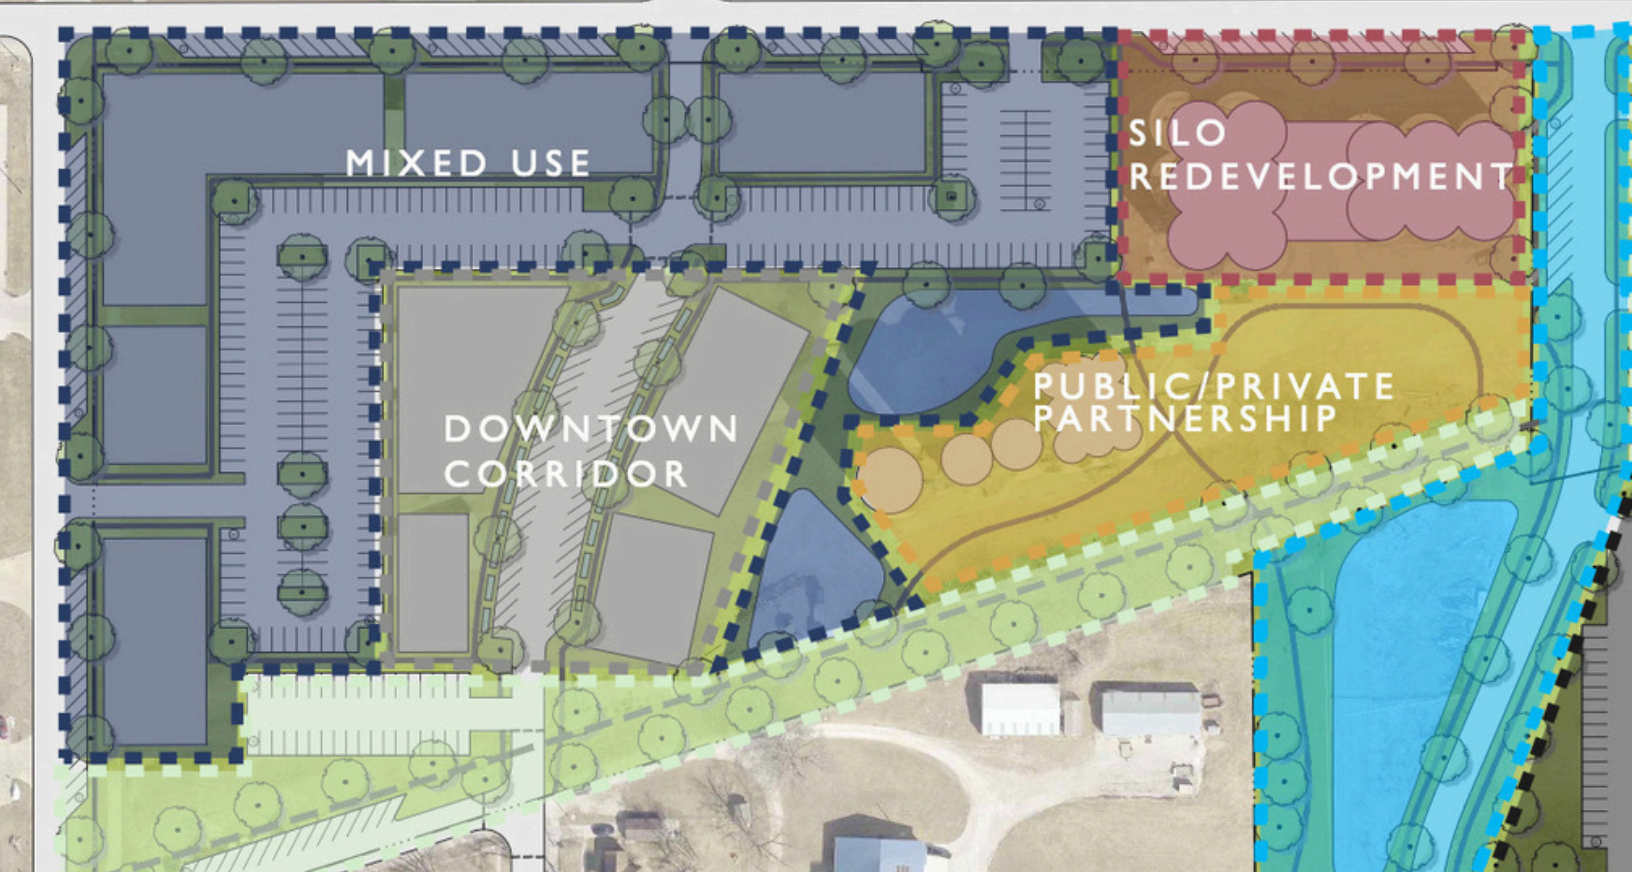 MIXED USE
SILO
REDEVELOPMENT
PUBLIC/PRIVATE
PARTNERSHIP
DOWNTOWN
CORRIDOR